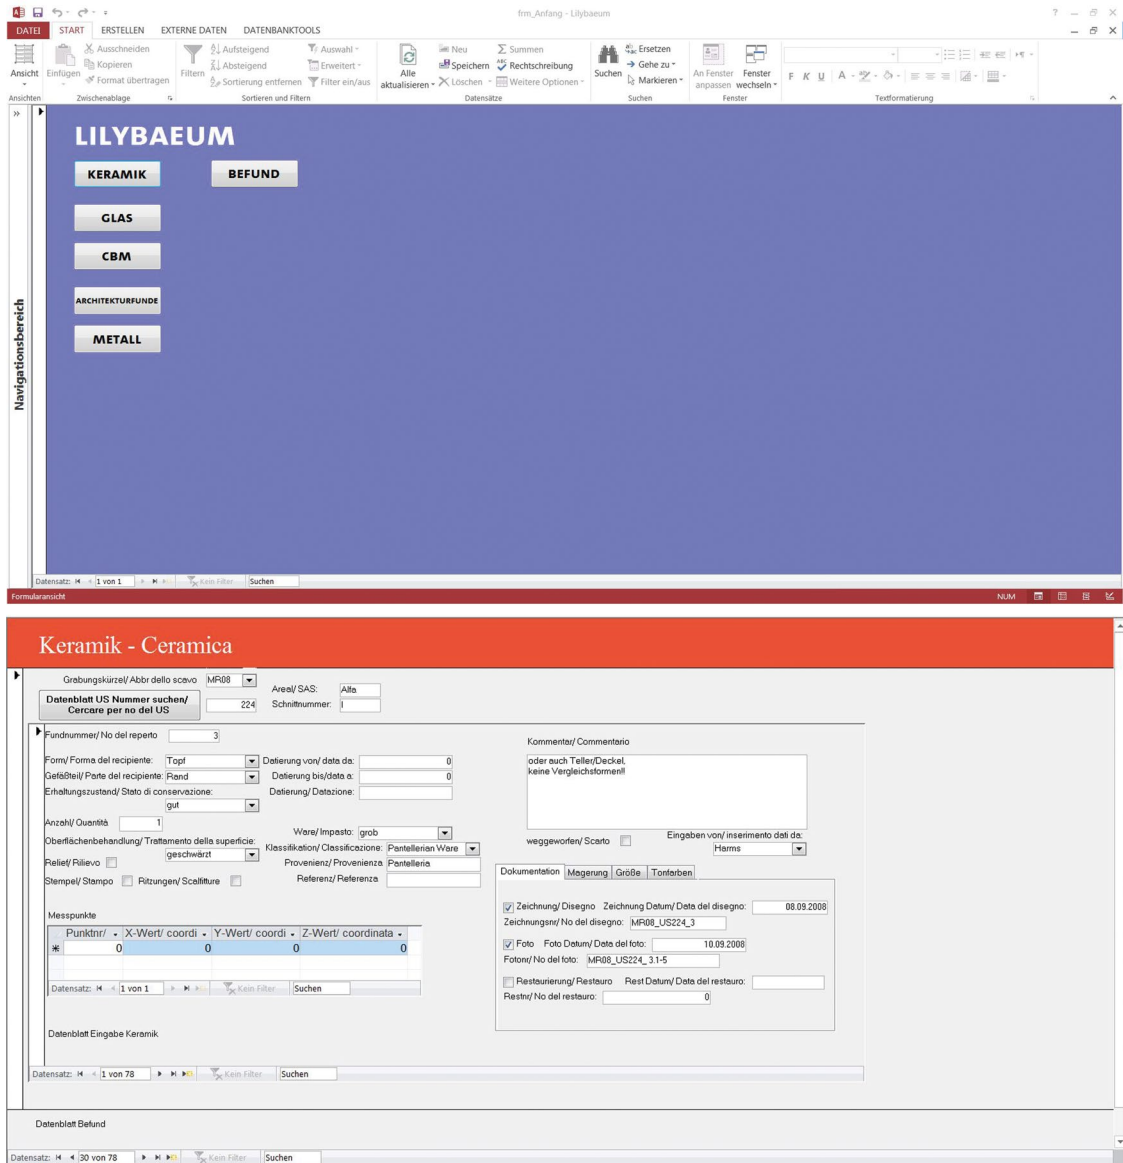 frm_Anfang - Lilybaeum
DATEI START ERSTELLEN EXTERNE DATEN DATENBANKTOOLS
Ausschneiden Aufsteigend Auswahl Neu Summen Ersetzen
Kopieren Absteigend Erweitert Speichern Rechtschreibung Gehe zu
Ansicht Einfügen Format übertragen Filtern Sortierung entfernen Filter ein/aus Alle aktualisieren Löschen Weitere Optionen Suchen Markieren An Fenster anpassen Fenster wechseln F K U A
Ansichten Zwischenablage Sortieren und Filtern Datensätze Suchen Fenster Textformatierung
Navigationsbereich
LILYBAEUM
KERAMIK BEFUND
GLAS
CBM
ARCHITEKTURFUNDE
METALL
Datensatz: 1 von 1 Kein Filter Suchen
Formularansicht NUM
Keramik - Ceramica
Grabungskürzel/ Abbr dello scavo MR08
Areal/ SAS: Alfa
Datenblatt US Nummer suchen/
Cercare per no del US
224 Schnittnummer: I
Fundnummer/ No del reperto 3
Form/ Forma del recipiente: Topf Datierung von/ data da: 0
Gefäßteil/ Parte del recipiente: Rand Datierung bis/data a: 0
Erhaltungszustand/ Stato di conservazione: Datierung/ Datazione:
gut
Anzahl/ Quantità 1
Ware/ Impasto: grob
Oberflächenbehandlung/ Trattamento della superficie:
geschwärzt
Klassifikation/ Classificazione: Pantellerian Ware
Relief/ Rilievo Provenienz/ Provenienza Pantelleria
Stempel/ Stampo Ritzungen/ Scalfitture Referenz/ Referenza
Kommentar/ Commentario
oder auch Teller/Deckel,
keine Vergleichsformen!!
weggeworfen/ Scarto Eingaben von/ inserimento dati da:
Harms
Dokumentation Magerung Größe Tonfarben
Zeichnung/ Disegno Zeichnung Datum/ Data del disegno: 08.09.2008
Zeichnungsnr/ No del disegno: MR08_US224_3
Foto Foto Datum/ Data del foto: 10.09.2008
Fotonr/ No del foto: MR08_US224_ 3.1-5
Restaurierung/ Restauro Rest Datum/ Data del restauro:
Restnr/ No del restauro: 0
Messpunkte
Punktnr/ X-Wert/ coordi Y-Wert/ coordi Z-Wert/ coordinata
0 0 0 0
Datensatz: 1 von 1 Kein Filter Suchen
Datenblatt Eingabe Keramik
Datensatz: 1 von 78 Kein Filter Suchen
Datenblatt Befund
Datensatz: 30 von 78 Kein Filter Suchen